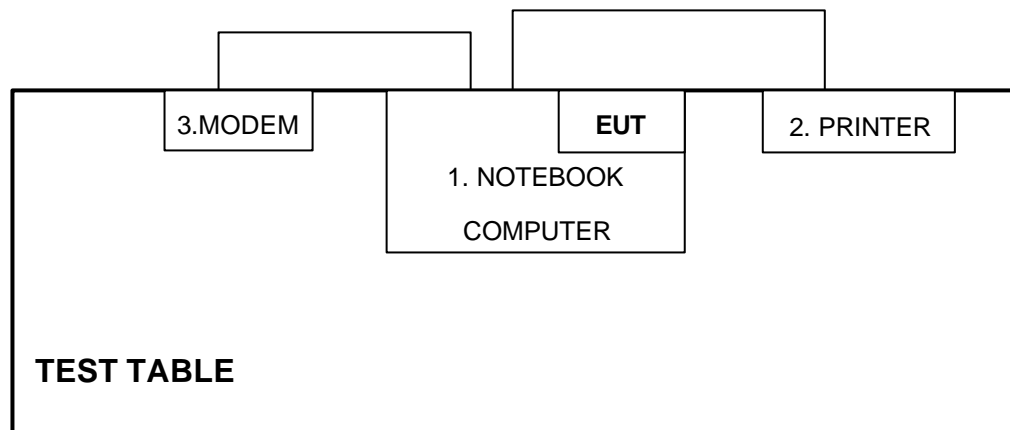 3.MODEM
EUT
2. PRINTER
1. NOTEBOOK
COMPUTER
TEST TABLE